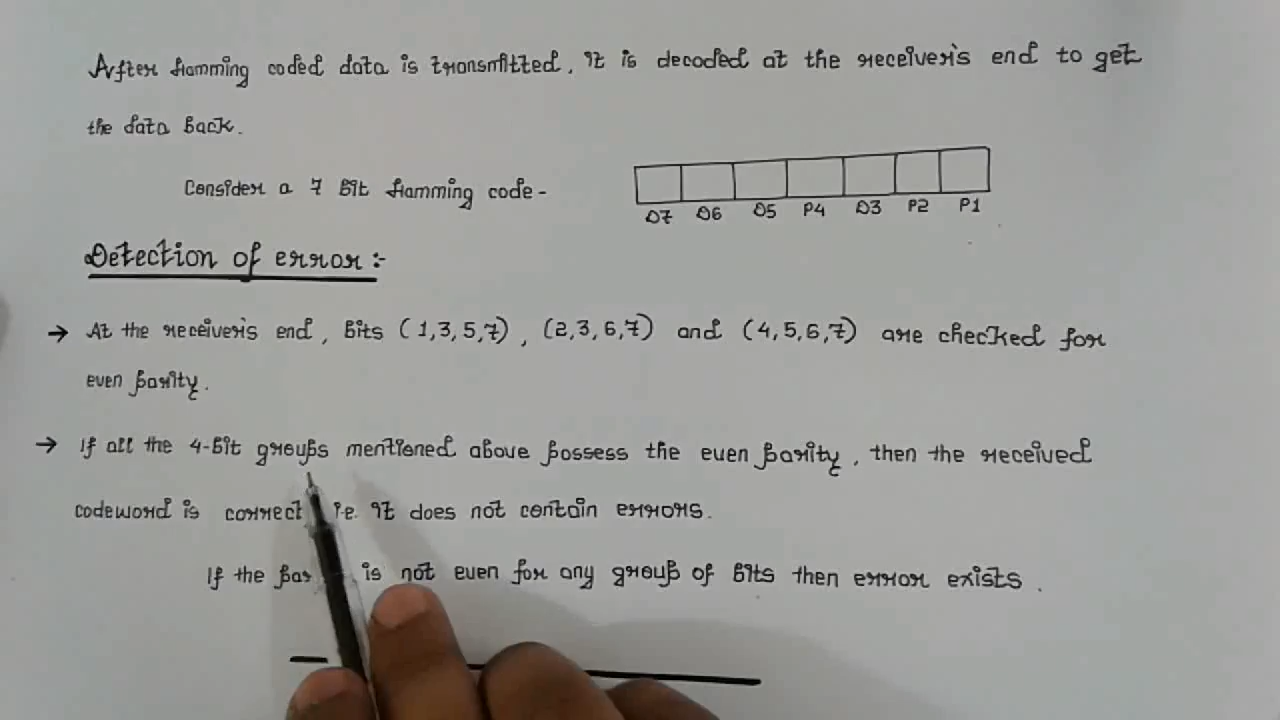 After Hamming coded data is transmitted, it is decoded at the receiver's end to get
the data back.
Consider a 7 bit Hamming code-
D7 D6 D5 P4 D3 P2 P1
Detection of error:-
→ At the receiver's end, bits (1,3,5,7), (2,3,6,7) and (4,5,6,7) are checked for
even parity.
→ If all the 4-bit groups mentioned above possess the even parity, then the received
codeword is correct i.e. it does not contain errors.
If the is not even for any group of bits then error exists.